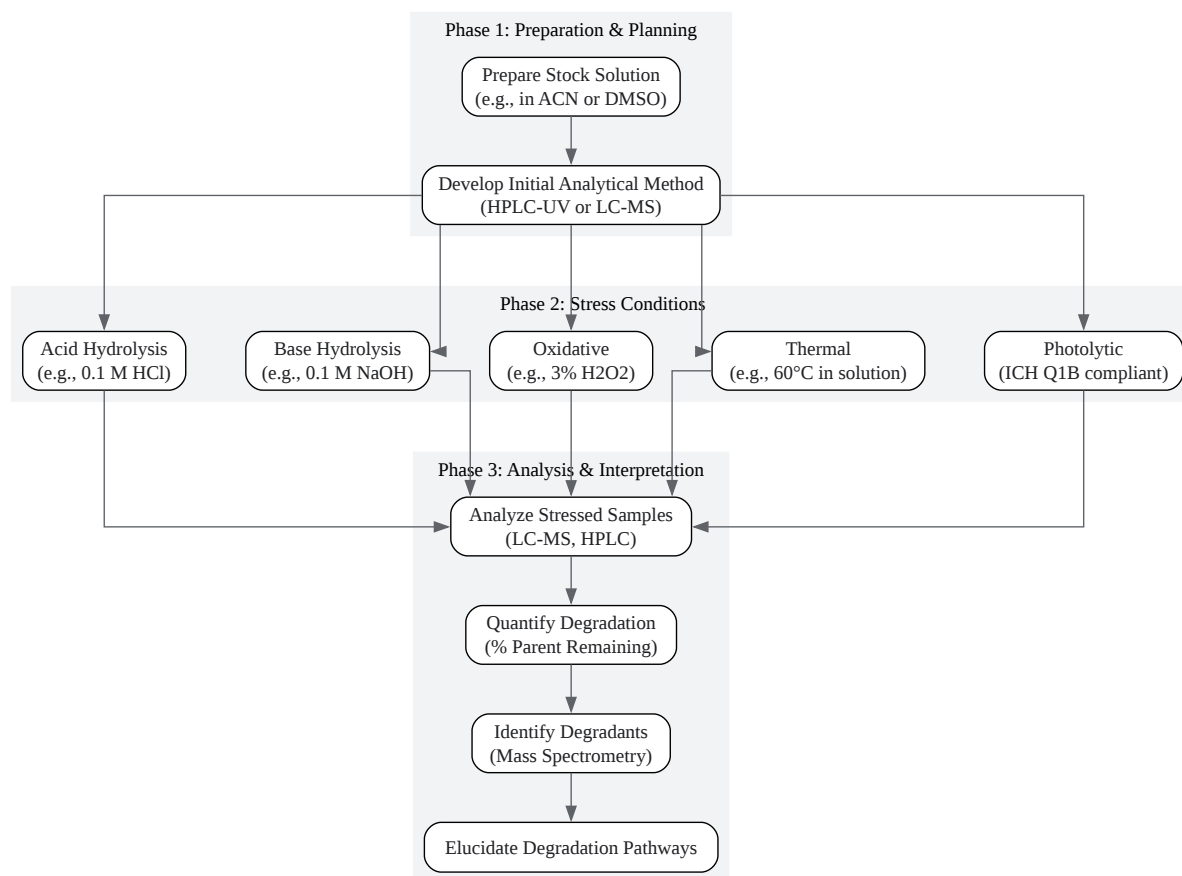 Phase 1: Preparation & Planning
Prepare Stock Solution
(e.g., in ACN or DMSO)
Develop Initial Analytical Method
(HPLC-UV or LC-MS)
Phase 2: Stress Conditions
Acid Hydrolysis
(e.g., 0.1 M HCl)
Base Hydrolysis
(e.g., 0.1 M NaOH)
Oxidative
(e.g., 3% H2O2)
Thermal
(e.g., 60°C in solution)
Photolytic
(ICH Q1B compliant)
Phase 3: Analysis & Interpretation
Analyze Stressed Samples
(LC-MS, HPLC)
Quantify Degradation
(% Parent Remaining)
Identify Degradants
(Mass Spectrometry)
Elucidate Degradation Pathways